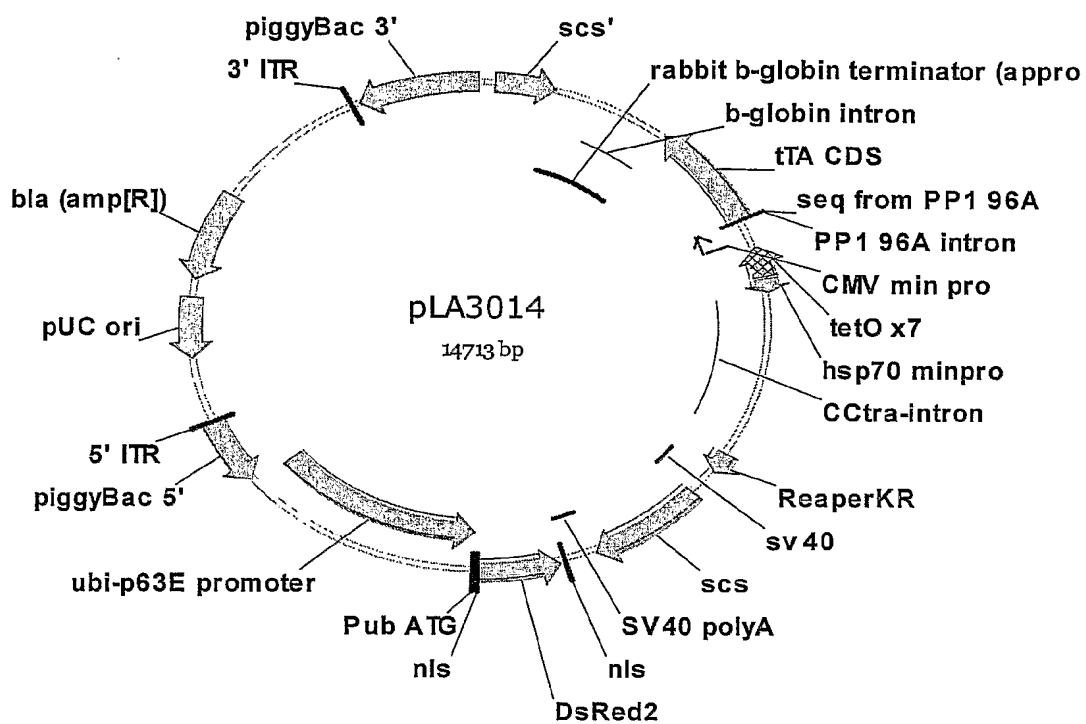 piggyBac 3'
scs'
3' ITR
rabbit b-globin terminator (appro
b-globin intron
tTA CDS
bla (amp[R])
seq from PP1 96A
PP1 96A intron
CMV min pro
pLA3014
14713 bp
pUC ori
tetO x7
hsp70 minpro
CCtra-intron
5' ITR
piggyBac 5'
ReaperKR
sv40
ubi-p63E promoter
scs
Pub ATG
SV40 polyA
nls
nls
DsRed2